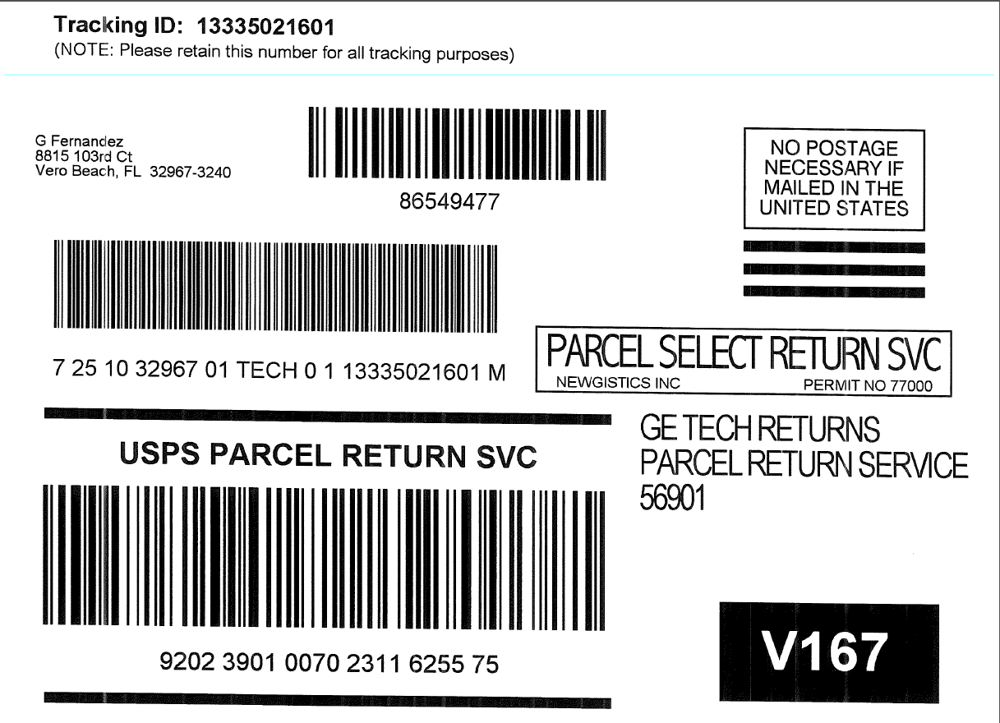 Tracking ID: 13335021601
(NOTE: Please retain this number for all tracking purposes)
G Fernandez
8815 103rd Ct
Vero Beach, FL 32967-3240
86549477
NO POSTAGE
NECESSARY IF
MAILED IN THE
UNITED STATES
7 25 10 32967 01 TECH 0 1 13335021601 M
PARCEL SELECT RETURN SVC
NEWGISTICS INC PERMIT NO 77000
GE TECH RETURNS
PARCEL RETURN SERVICE
56901
USPS PARCEL RETURN SVC
9202 3901 0070 2311 6255 75
V167